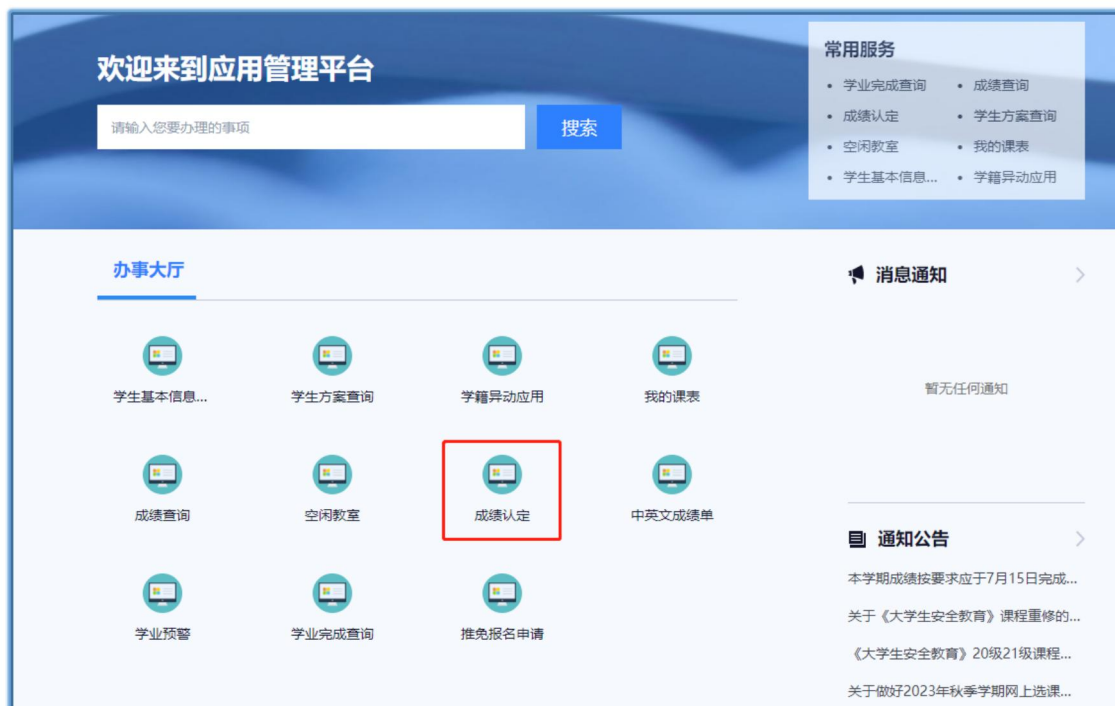 欢迎来到应用管理平台
请输入您要办理的事项
搜索
常用服务
• 学业完成查询 • 成绩查询
• 成绩认定 • 学生方案查询
• 空闲教室 • 我的课表
• 学生基本信息... • 学籍异动应用
办事大厅
学生基本信息... 学生方案查询 学籍异动应用 我的课表
成绩查询 空闲教室 成绩认定 中英文成绩单
学业预警 学业完成查询 推免报名申请
消息通知
暂无任何通知
通知公告
本学期成绩按要求应于7月15日完成...
关于《大学生安全教育》课程重修的...
《大学生安全教育》20级21级课程...
关于做好2023年秋季学期网上选课...